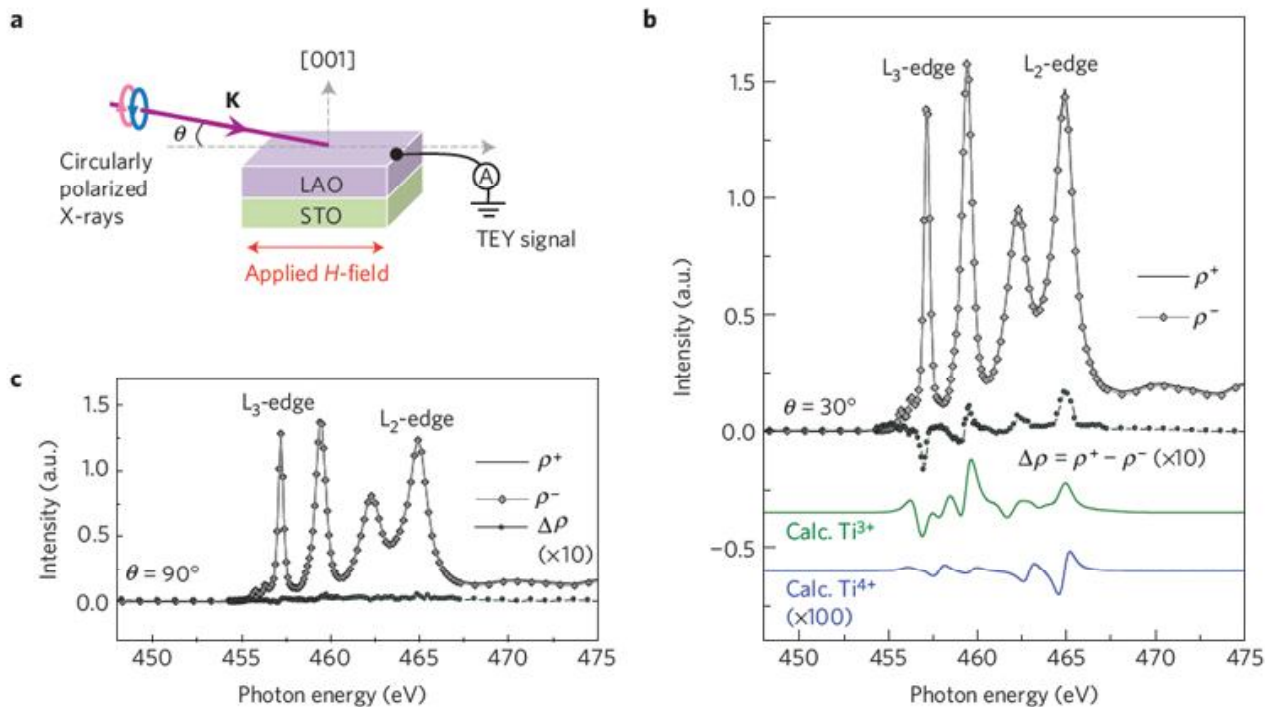 a
[001]
K
θ
Circularly
polarized
X-rays
LAO
STO
A
TEY signal
Applied H-field
b
L₃-edge
L₂-edge
1.5
1.0
0.5
0.0
−0.5
Intensity (a.u.)
ρ⁺
ρ⁻
θ = 30°
Δρ = ρ⁺ − ρ⁻ (×10)
Calc. Ti³⁺
Calc. Ti⁴⁺
(×100)
450 455 460 465 470 475
Photon energy (eV)
c
L₃-edge
L₂-edge
1.5
1.0
0.5
0.0
Intensity (a.u.)
ρ⁺
ρ⁻
Δρ
(×10)
θ = 90°
450 455 460 465 470 475
Photon energy (eV)